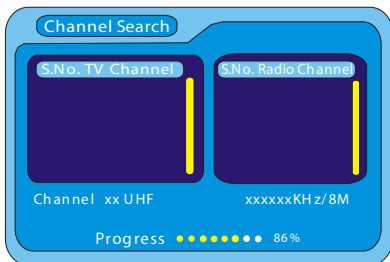 Channel Search
S.No. TV Channel S.No. Radio Channel
Channel xx UHF xxxxxxKHz/8M
Progress 86%